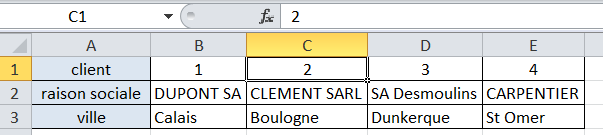 C1 fx 2
A B C D E
1 client 1 2 3 4
2 raison sociale DUPONT SA CLEMENT SARL SA Desmoulins CARPENTIER
3 ville Calais Boulogne Dunkerque St Omer